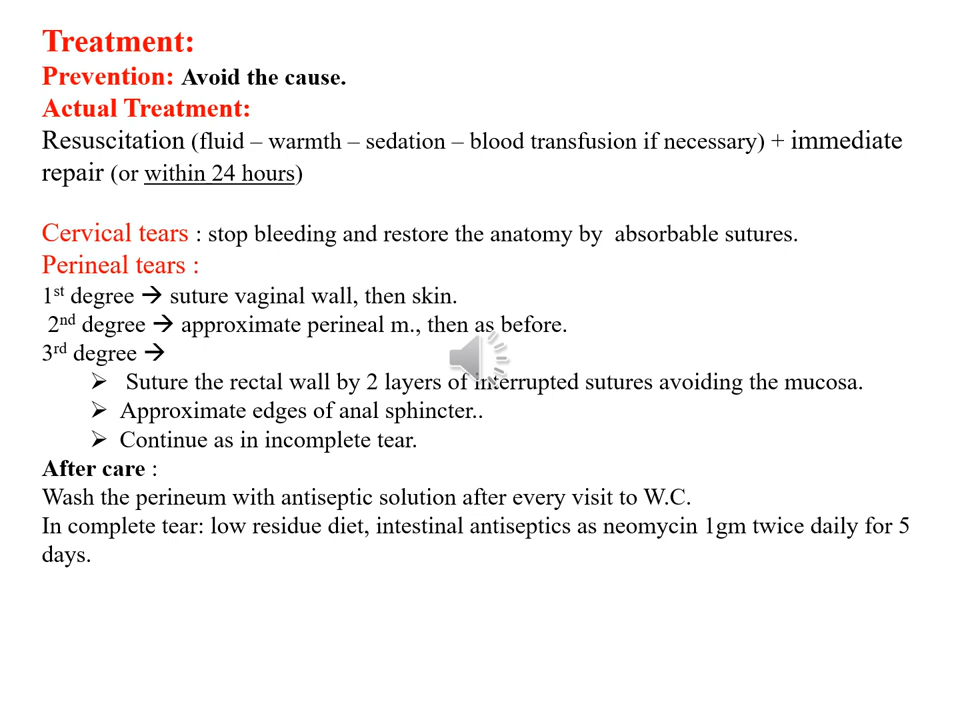 Treatment:
Prevention: Avoid the cause.
Actual Treatment:
Resuscitation (fluid – warmth – sedation – blood transfusion if necessary) + immediate
repair (or within 24 hours)
Cervical tears : stop bleeding and restore the anatomy by absorbable sutures.
Perineal tears :
1st degree → suture vaginal wall, then skin.
2nd degree → approximate perineal m., then as before.
3rd degree →
➢ Suture the rectal wall by 2 layers of interrupted sutures avoiding the mucosa.
➢ Approximate edges of anal sphincter..
➢ Continue as in incomplete tear.
After care :
Wash the perineum with antiseptic solution after every visit to W.C.
In complete tear: low residue diet, intestinal antiseptics as neomycin 1gm twice daily for 5
days.